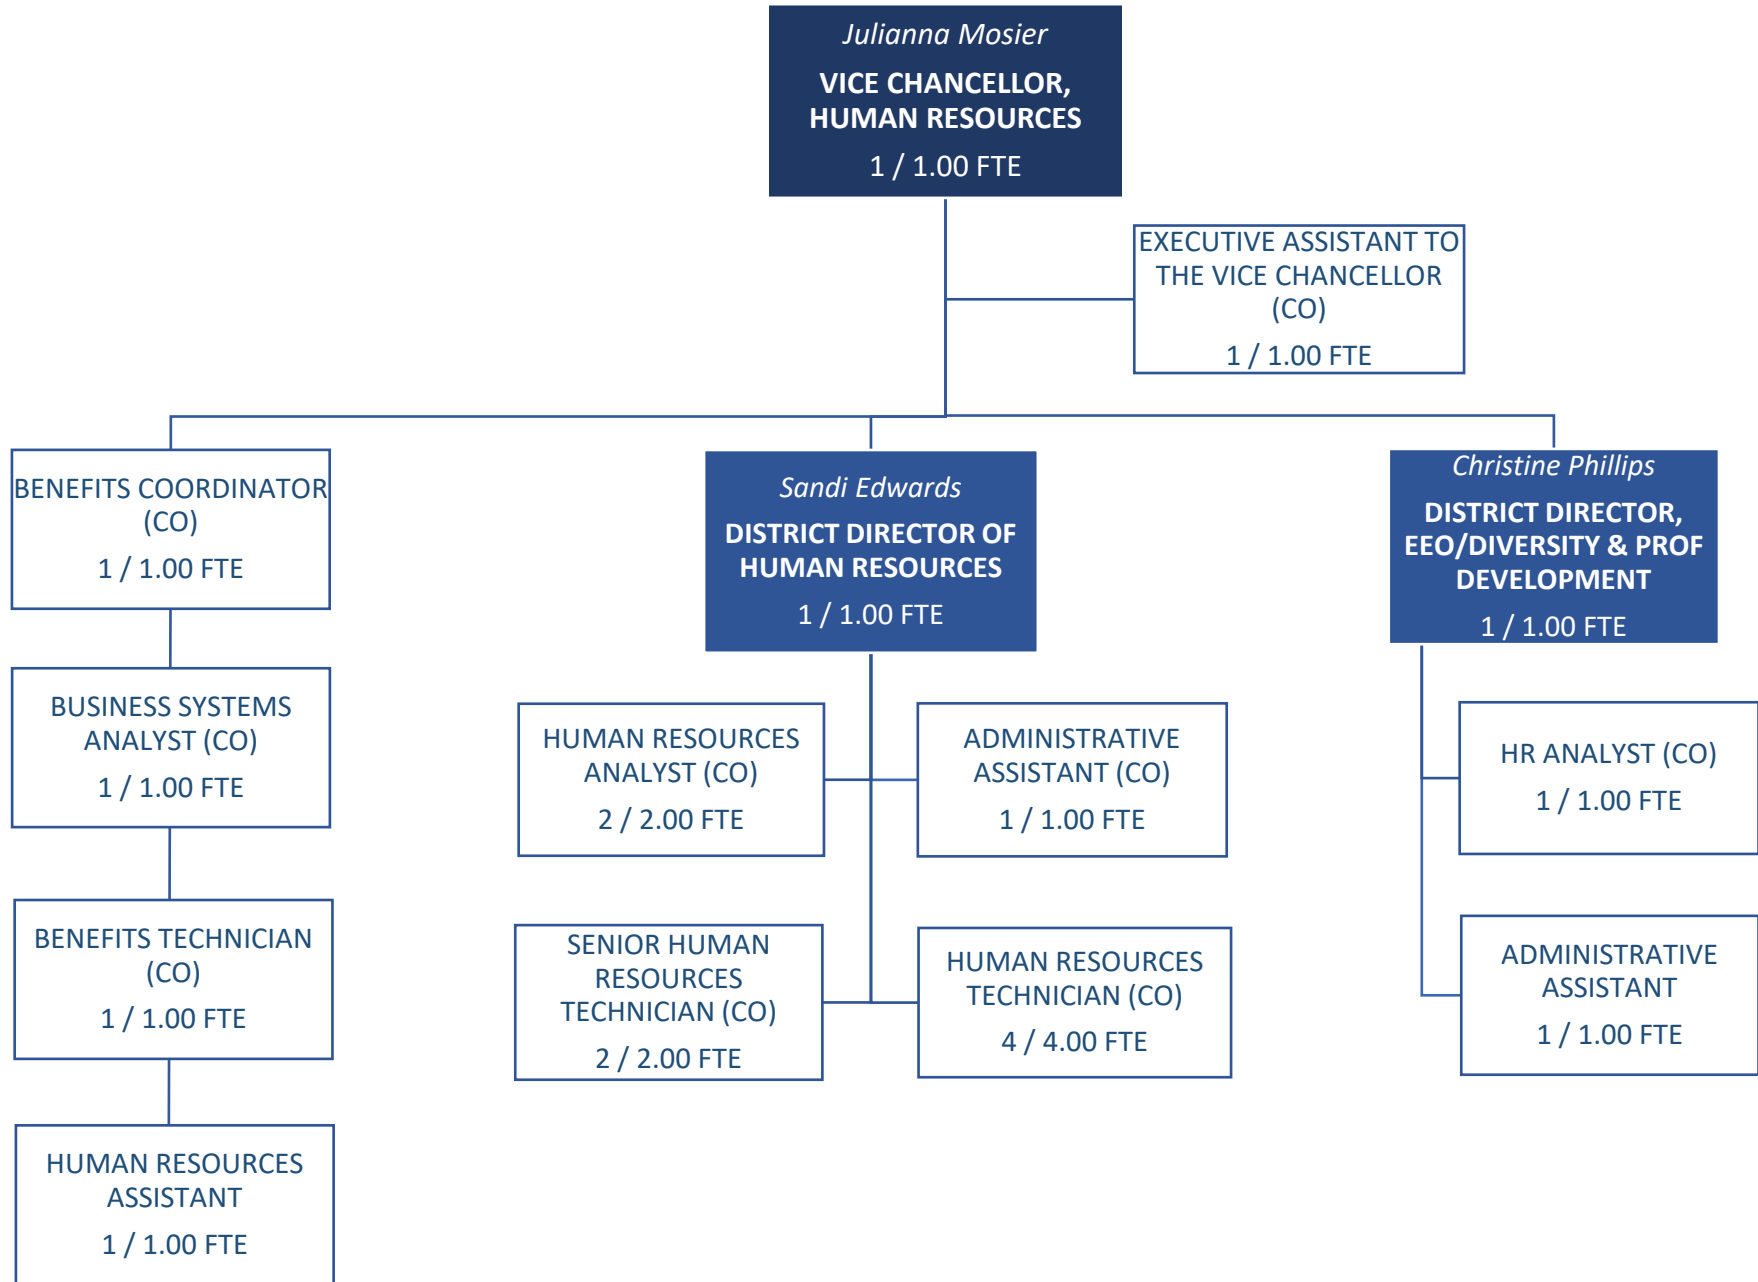 Julianna Mosier
VICE CHANCELLOR,
HUMAN RESOURCES
1 / 1.00 FTE
EXECUTIVE ASSISTANT TO
THE VICE CHANCELLOR
(CO)
1 / 1.00 FTE
BENEFITS COORDINATOR
(CO)
1 / 1.00 FTE
BUSINESS SYSTEMS
ANALYST (CO)
1 / 1.00 FTE
BENEFITS TECHNICIAN
(CO)
1 / 1.00 FTE
HUMAN RESOURCES
ASSISTANT
1 / 1.00 FTE
Sandi Edwards
DISTRICT DIRECTOR OF
HUMAN RESOURCES
1 / 1.00 FTE
HUMAN RESOURCES
ANALYST (CO)
2 / 2.00 FTE
ADMINISTRATIVE
ASSISTANT (CO)
1 / 1.00 FTE
SENIOR HUMAN
RESOURCES
TECHNICIAN (CO)
2 / 2.00 FTE
HUMAN RESOURCES
TECHNICIAN (CO)
4 / 4.00 FTE
Christine Phillips
DISTRICT DIRECTOR,
EEO/DIVERSITY & PROF
DEVELOPMENT
1 / 1.00 FTE
HR ANALYST (CO)
1 / 1.00 FTE
ADMINISTRATIVE
ASSISTANT
1 / 1.00 FTE